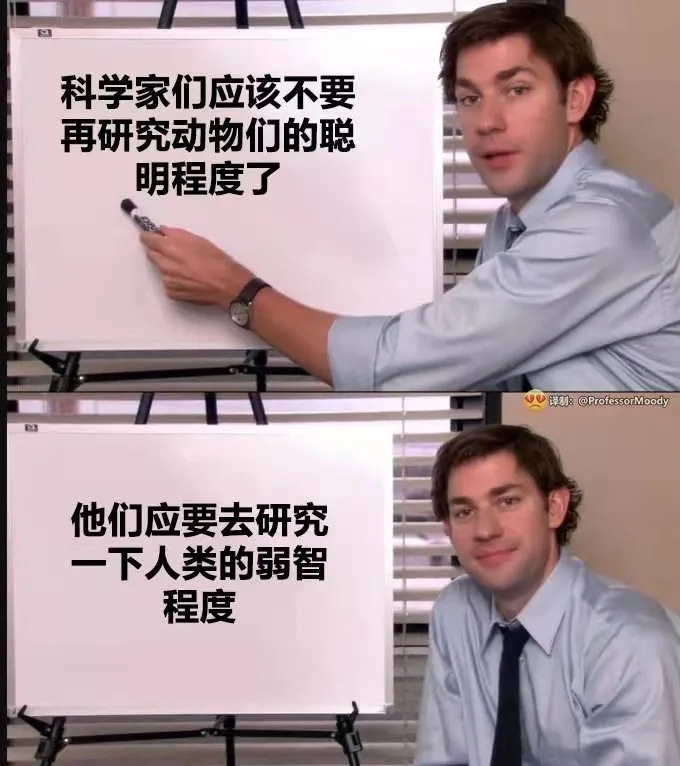 科学家们应该不要
再研究动物们的聪
明程度了
译制：@ProfessorMoody
他们应要去研究
一下人类的弱智
程度